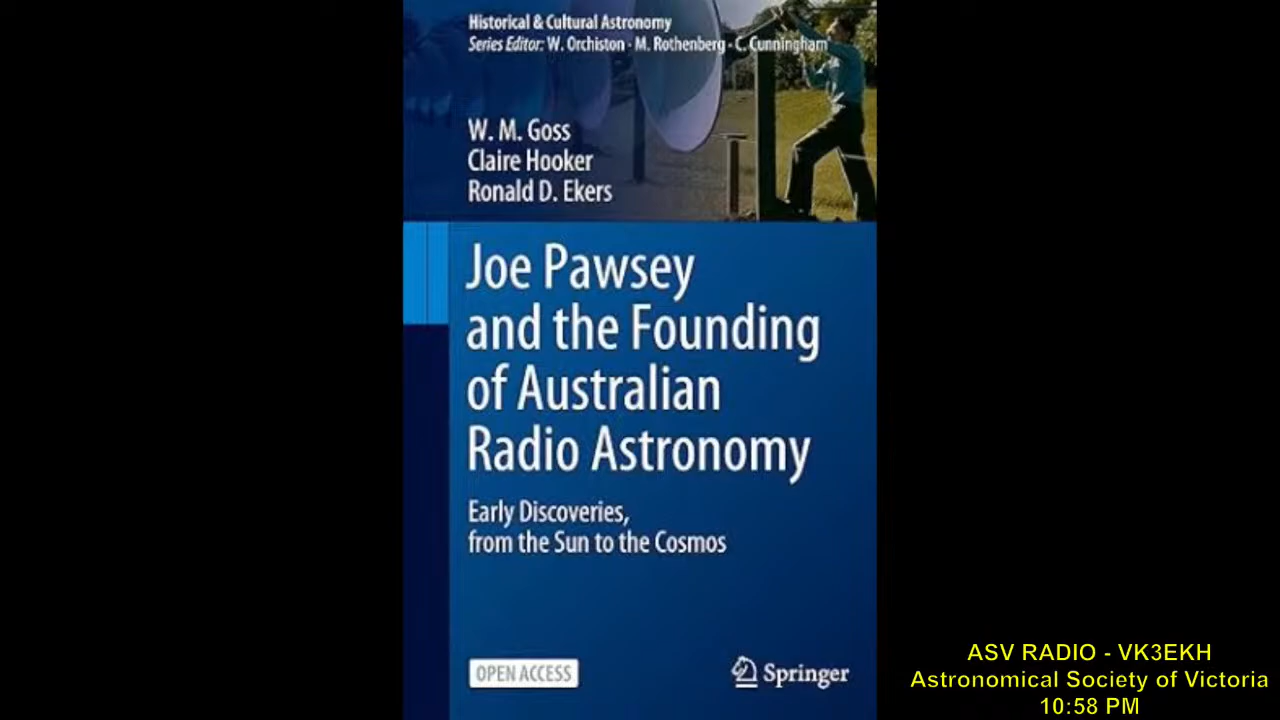 Historical & Cultural Astronomy
Series Editor: W. Orchiston · M. Rothenberg · C. Cunningham
W. M. Goss
Claire Hooker
Ronald D. Ekers
Joe Pawsey
and the Founding
of Australian
Radio Astronomy
Early Discoveries,
from the Sun to the Cosmos
OPEN ACCESS
Springer
ASV RADIO - VK3EKH
Astronomical Society of Victoria
10:58 PM